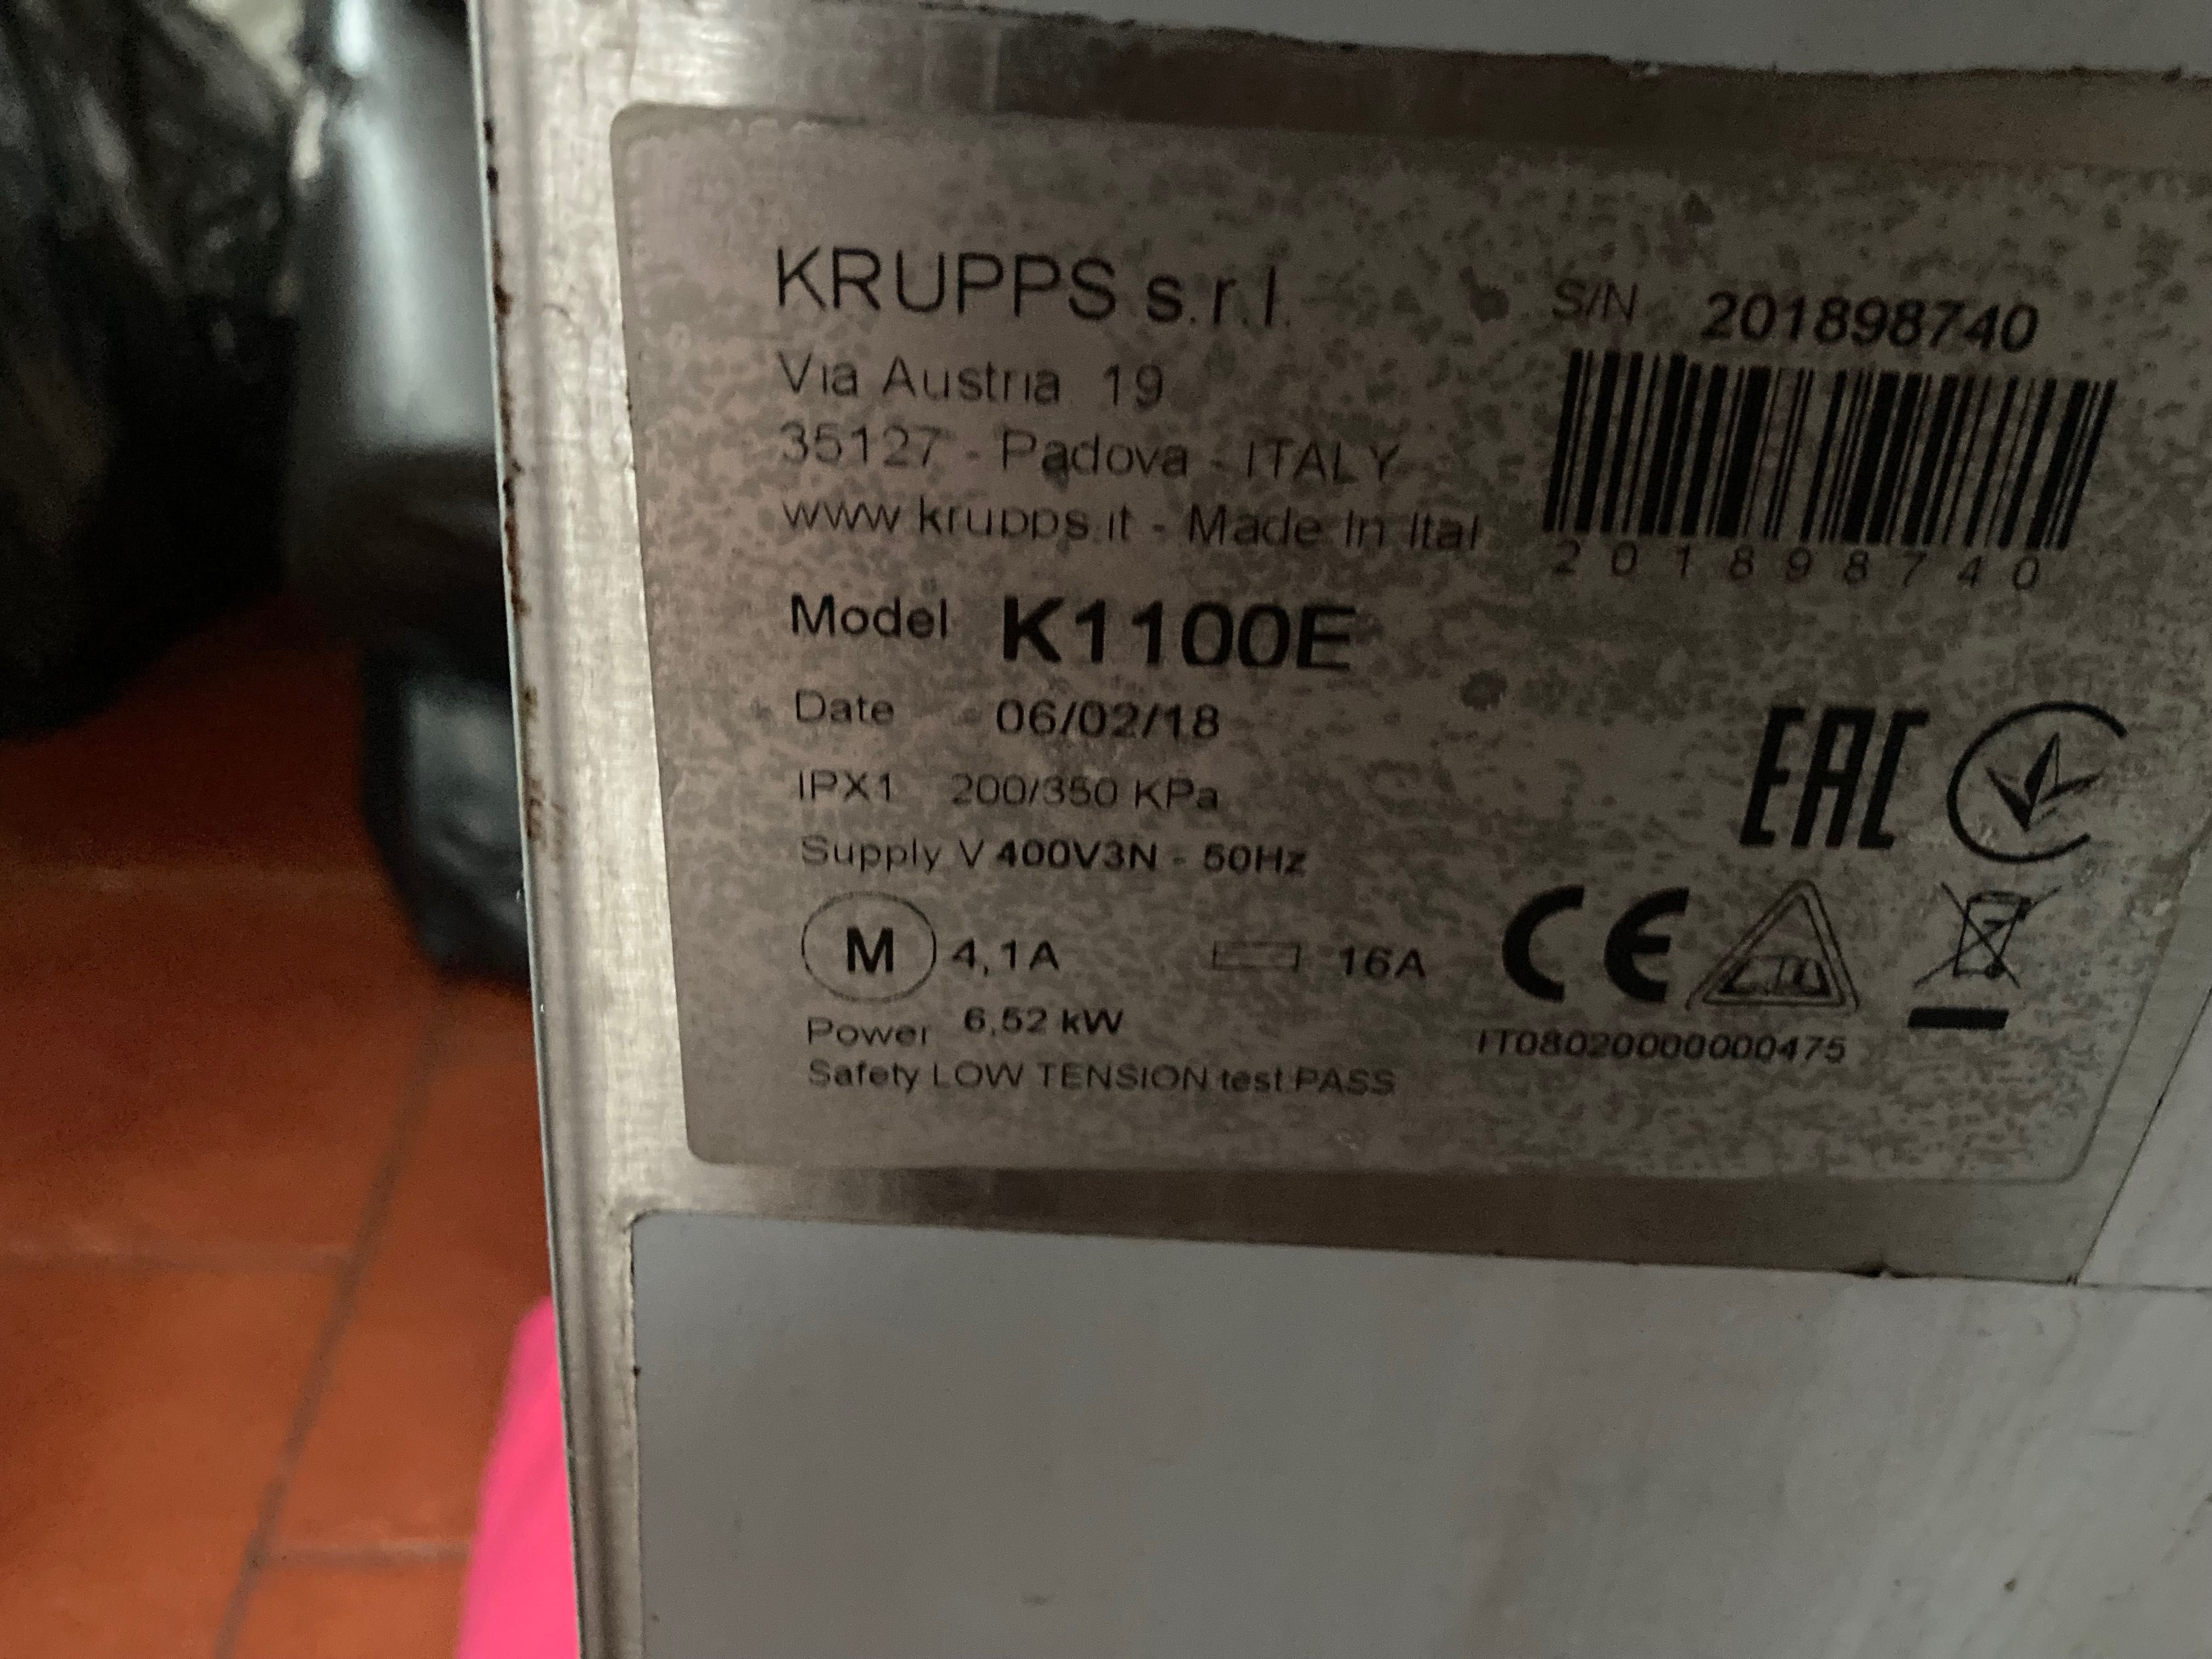 KRUPPS s.r.l.
Via Austria 19
35127 - Padova - ITALY
www.krupps.it - Made In Ital
S/N 201898740
201898740
Model K1100E
Date 06/02/18
IPX1 200/350 KPa
Supply V 400V3N - 50Hz
M 4,1A 16A
Power 6,52 kW
Safety LOW TENSION test PASS
EAC
CE
IT08020000000475